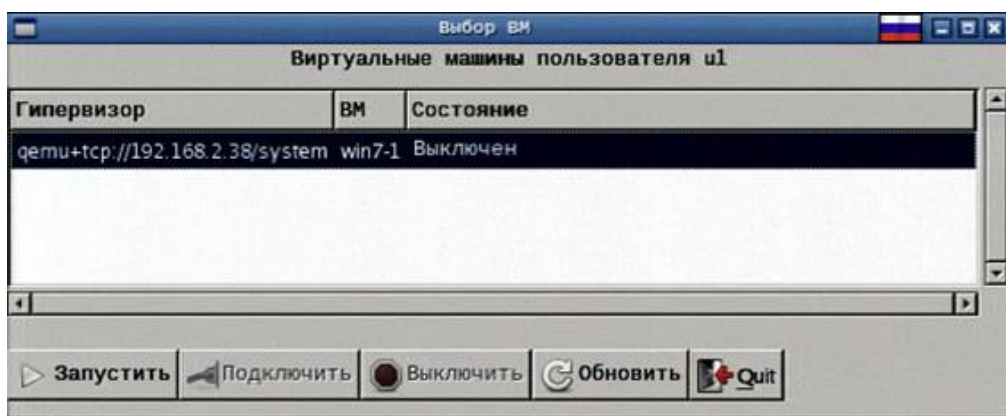 Выбор ВМ
Виртуальные машины пользователя u1
Гипервизор ВМ Состояние
qemu+tcp://192.168.2.38/system win7-1 Выключен
Запустить Подключить Выключить Обновить Quit